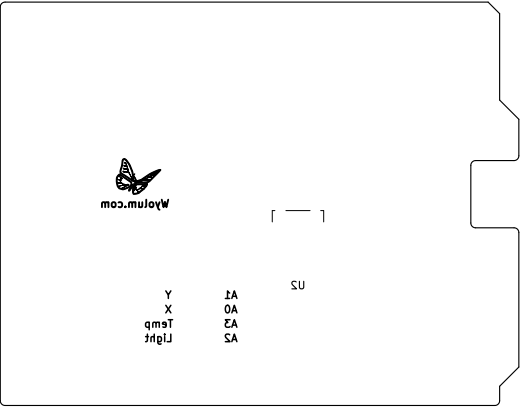 Wyolum.com
U2
A1 Y
A0 X
A3 Temp
A2 Light